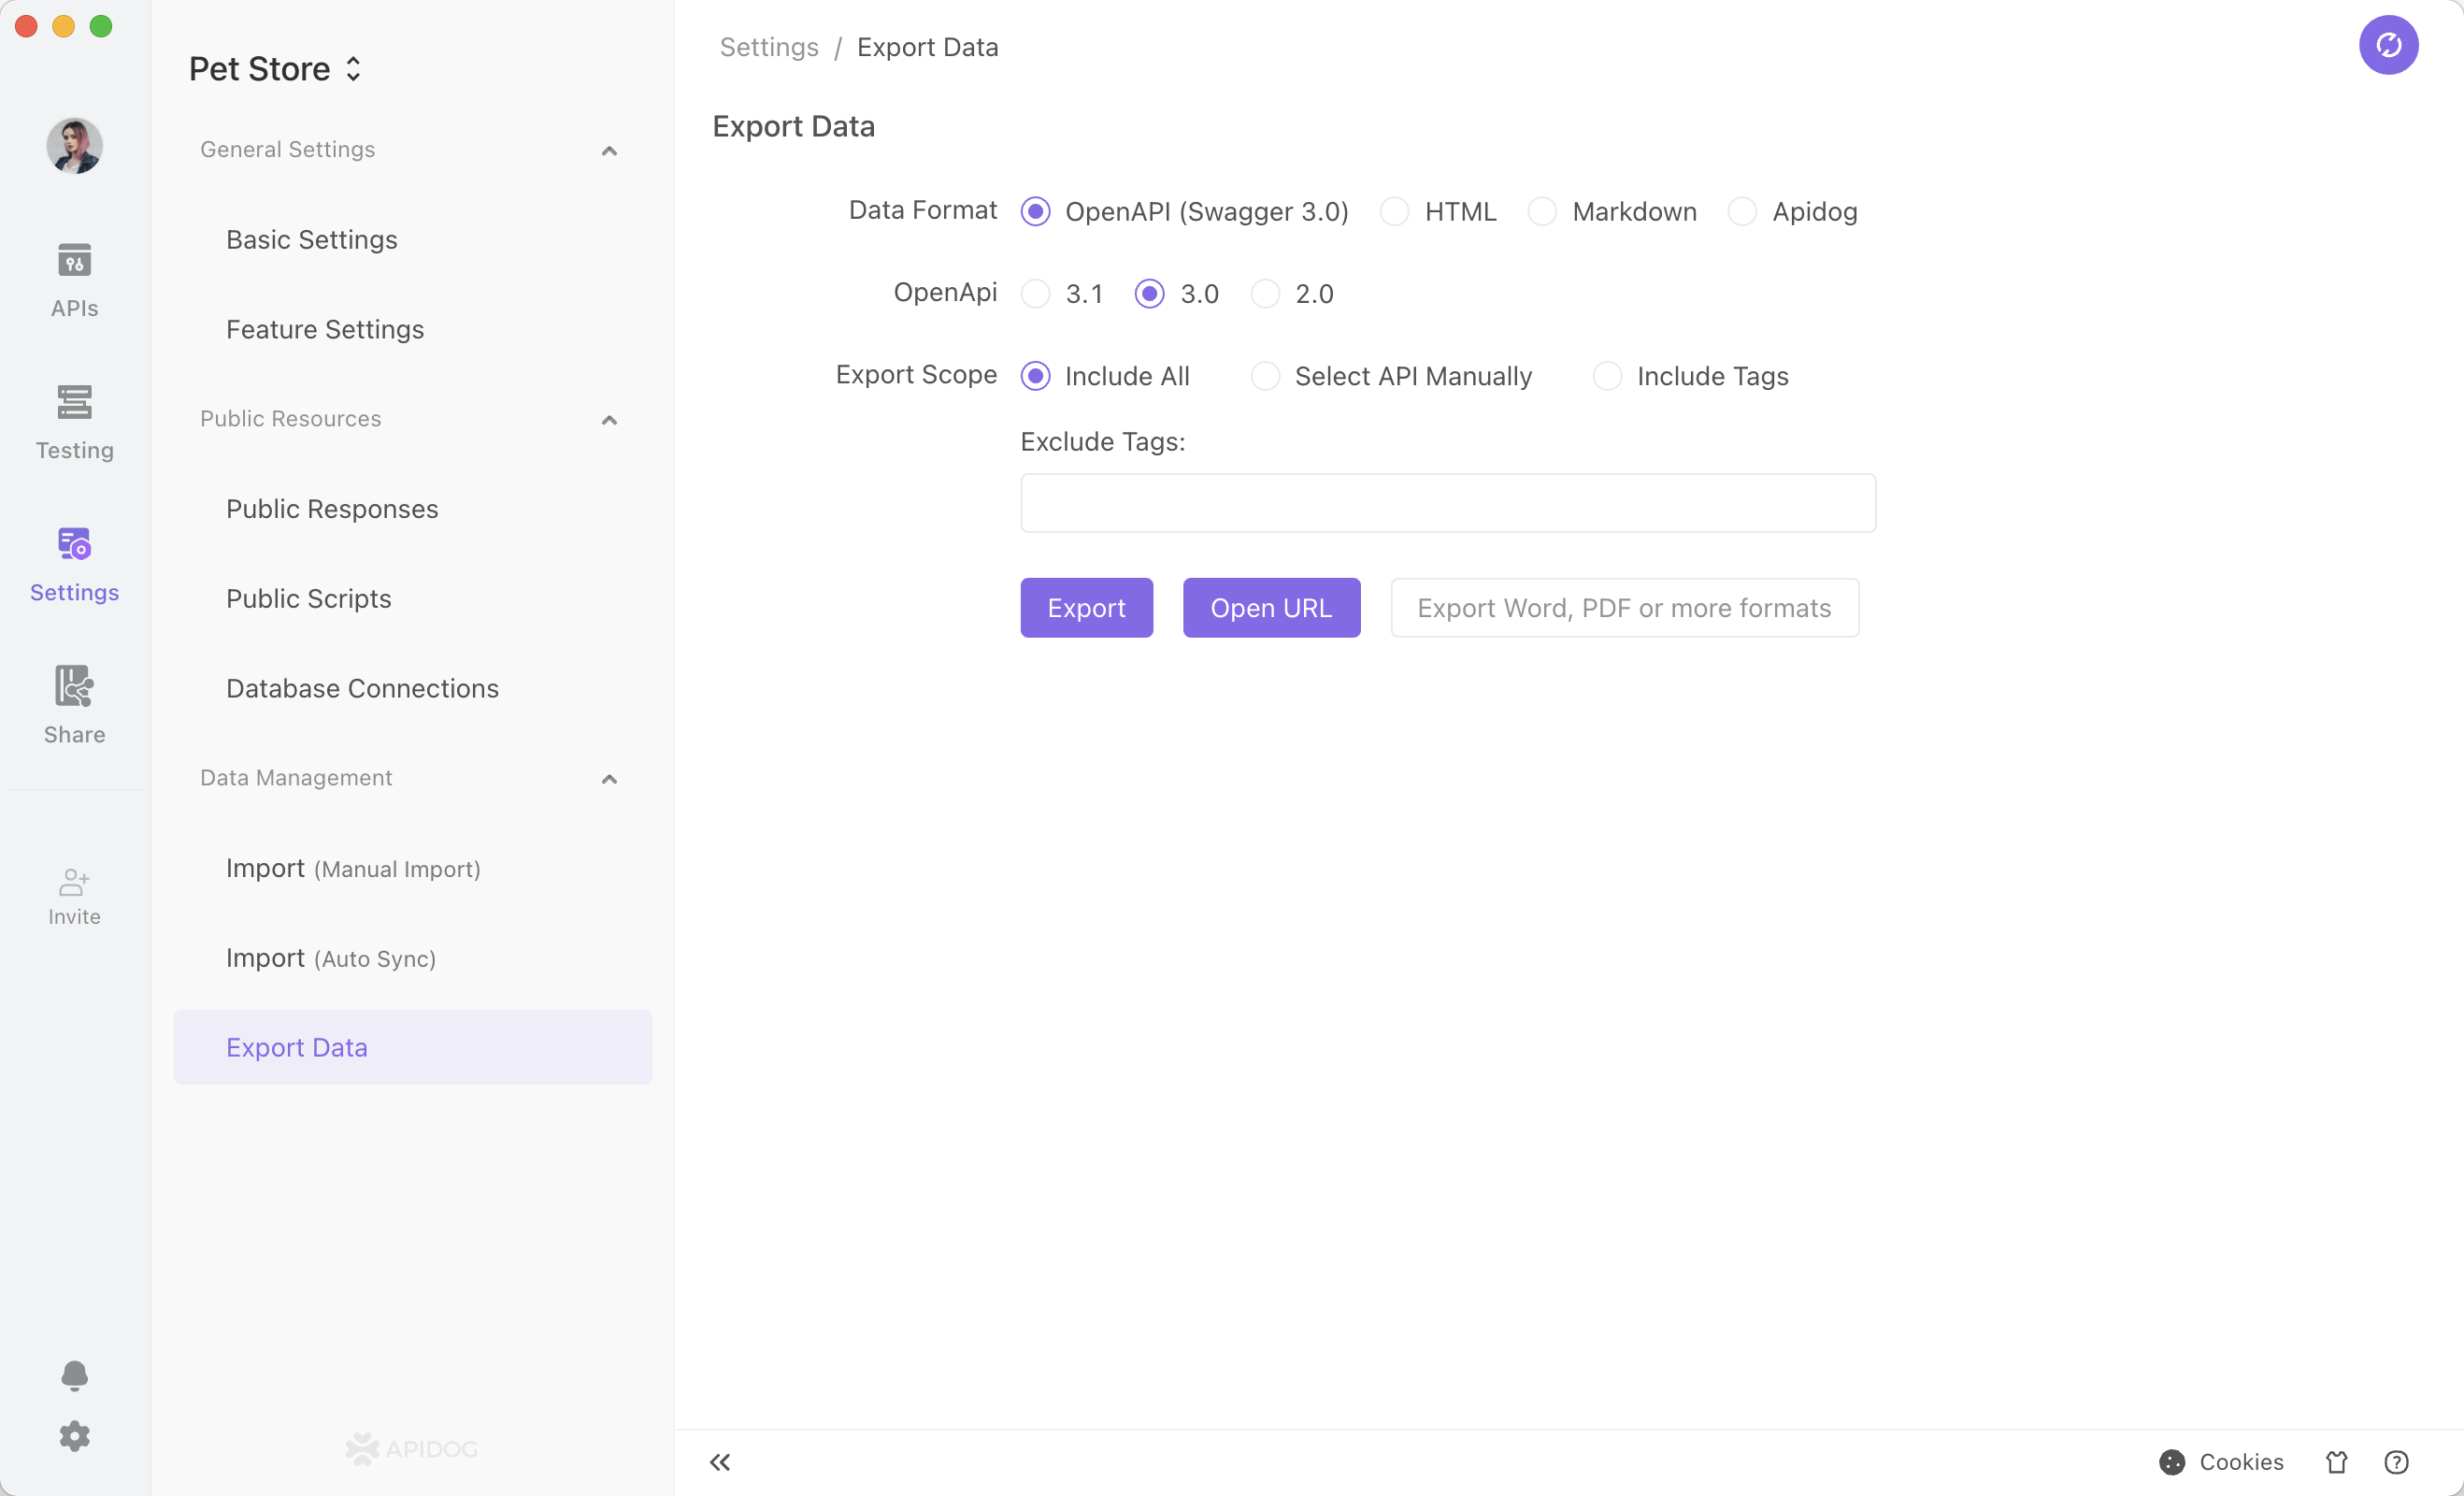 Pet Store
General Settings
Basic Settings
Feature Settings
Public Resources
Public Responses
Public Scripts
Database Connections
Data Management
Import (Manual Import)
Import (Auto Sync)
Export Data
APIDOG
APIs
Testing
Settings
Share
Invite
Settings / Export Data
Export Data
Data Format OpenAPI (Swagger 3.0) HTML Markdown Apidog
OpenApi 3.1 3.0 2.0
Export Scope Include All Select API Manually Include Tags
Exclude Tags:
Export Open URL Export Word, PDF or more formats
Cookies